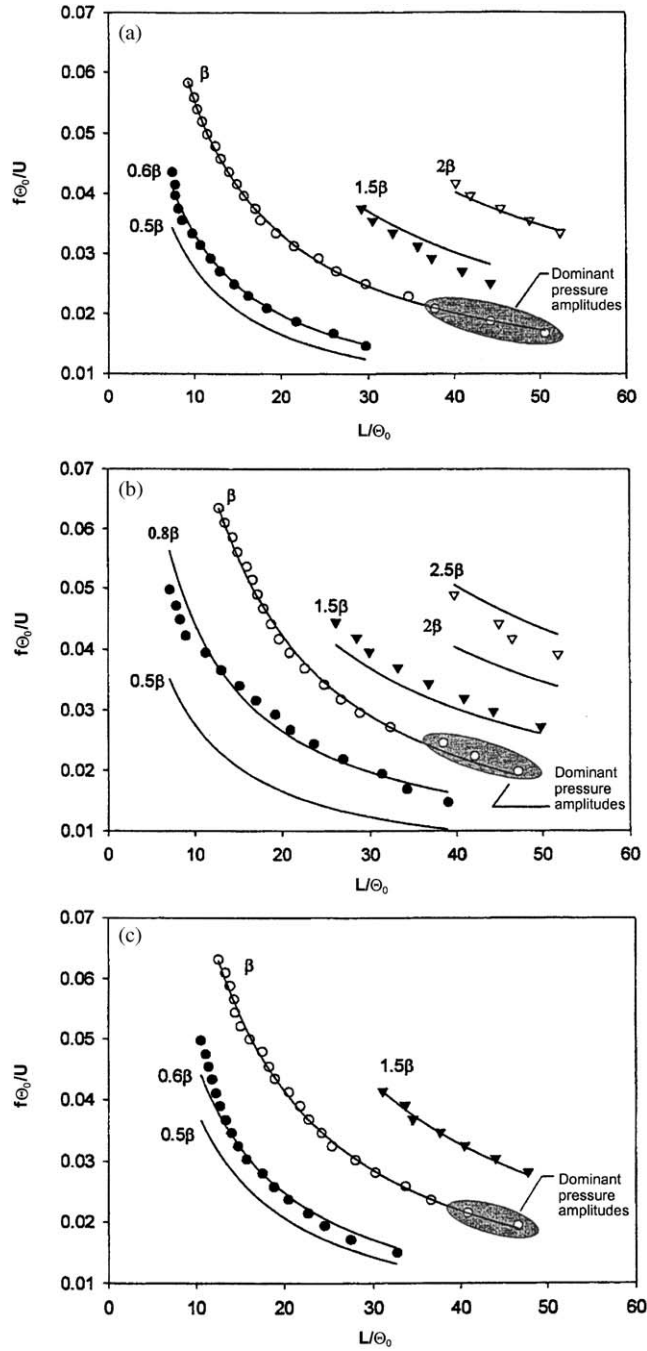 (a)
0.07
0.06
0.05
0.04
0.03
0.02
0.01
fΘ₀/U
β
0.6β
0.5β
1.5β
2β
Dominant
pressure
amplitudes
0 10 20 30 40 50 60
L/Θ₀
(b)
0.07
0.06
0.05
0.04
0.03
0.02
0.01
fΘ₀/U
β
0.8β
0.5β
1.5β
2.5β
2β
Dominant
pressure
amplitudes
0 10 20 30 40 50 60
L/Θ₀
(c)
0.07
0.06
0.05
0.04
0.03
0.02
0.01
fΘ₀/U
β
0.6β
0.5β
1.5β
Dominant
pressure
amplitudes
0 10 20 30 40 50 60
L/Θ₀